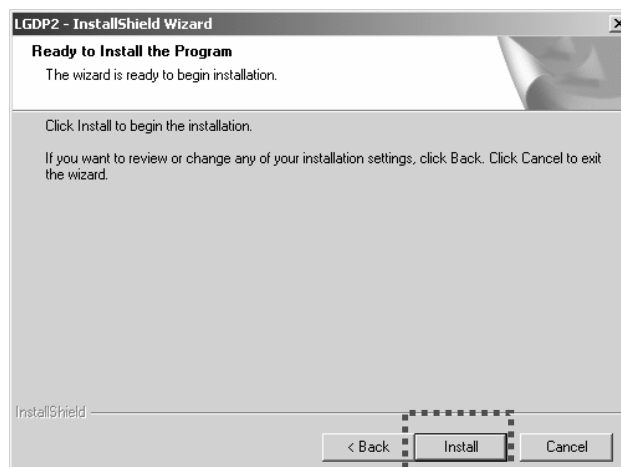 LGDP2 - InstallShield Wizard
Ready to Install the Program
The wizard is ready to begin installation.
Click Install to begin the installation.
If you want to review or change any of your installation settings, click Back. Click Cancel to exit
the wizard.
InstallShield
< Back Install Cancel